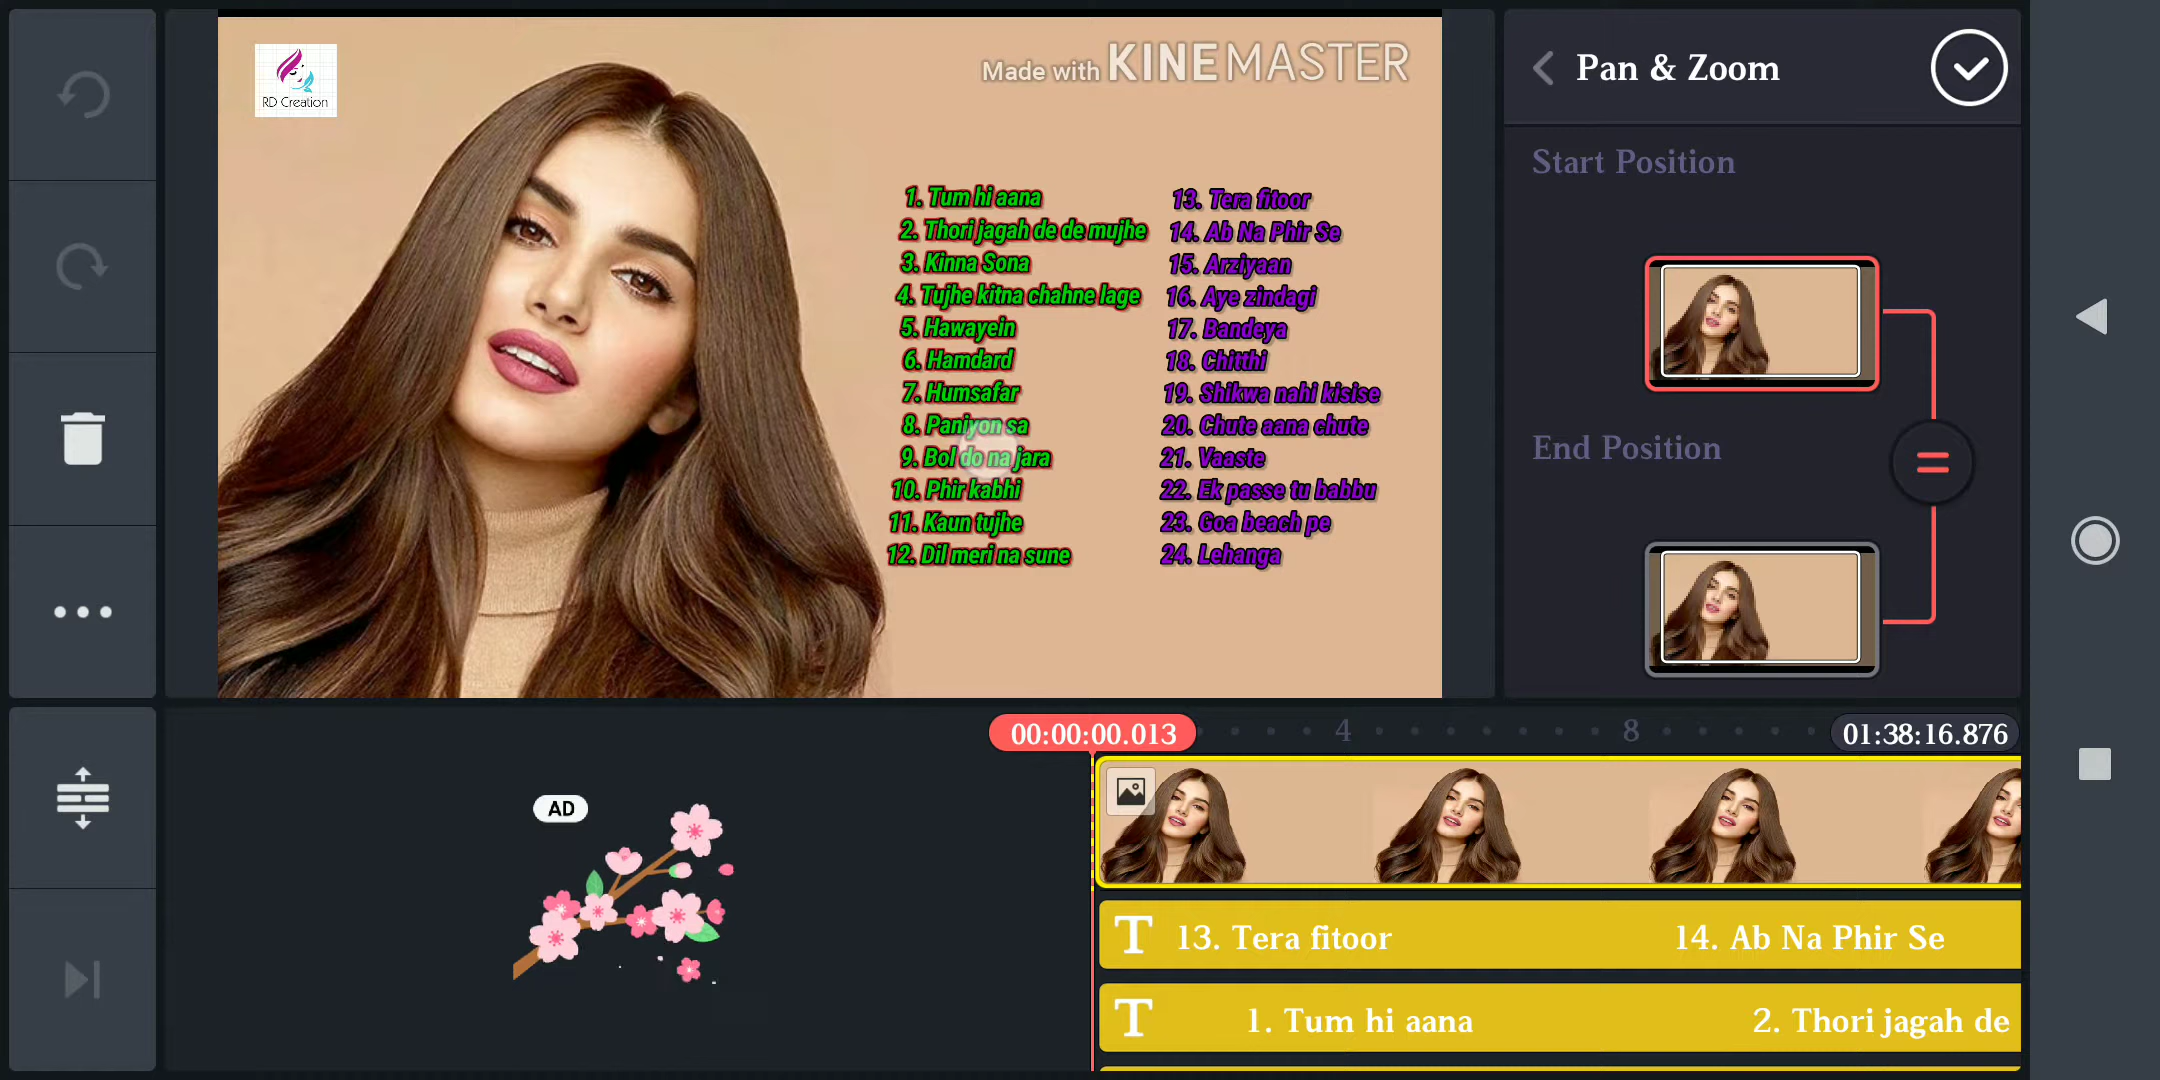 RD Creation
Made with KINEMASTER
1. Tum hi aana
2. Thori jagah de de mujhe
3. Kinna Sona
4. Tujhe kitna chahne lage
5. Hawayein
6. Hamdard
7. Humsafar
8. Paniyon sa
9. Bol do na jara
10. Phir kabhi
11. Kaun tujhe
12. Dil meri na sune
13. Tera fitoor
14. Ab Na Phir Se
15. Arziyaan
16. Aye zindagi
17. Bandeya
18. Chitthi
19. Shikwa nahi kisise
20. Chute aana chute
21. Vaaste
22. Ek passe tu babbu
23. Goa beach pe
24. Lehanga
Pan & Zoom
Start Position
End Position
00:00:00.013
4
8
01:38:16.876
AD
T 13. Tera fitoor 14. Ab Na Phir Se
T 1. Tum hi aana 2. Thori jagah de